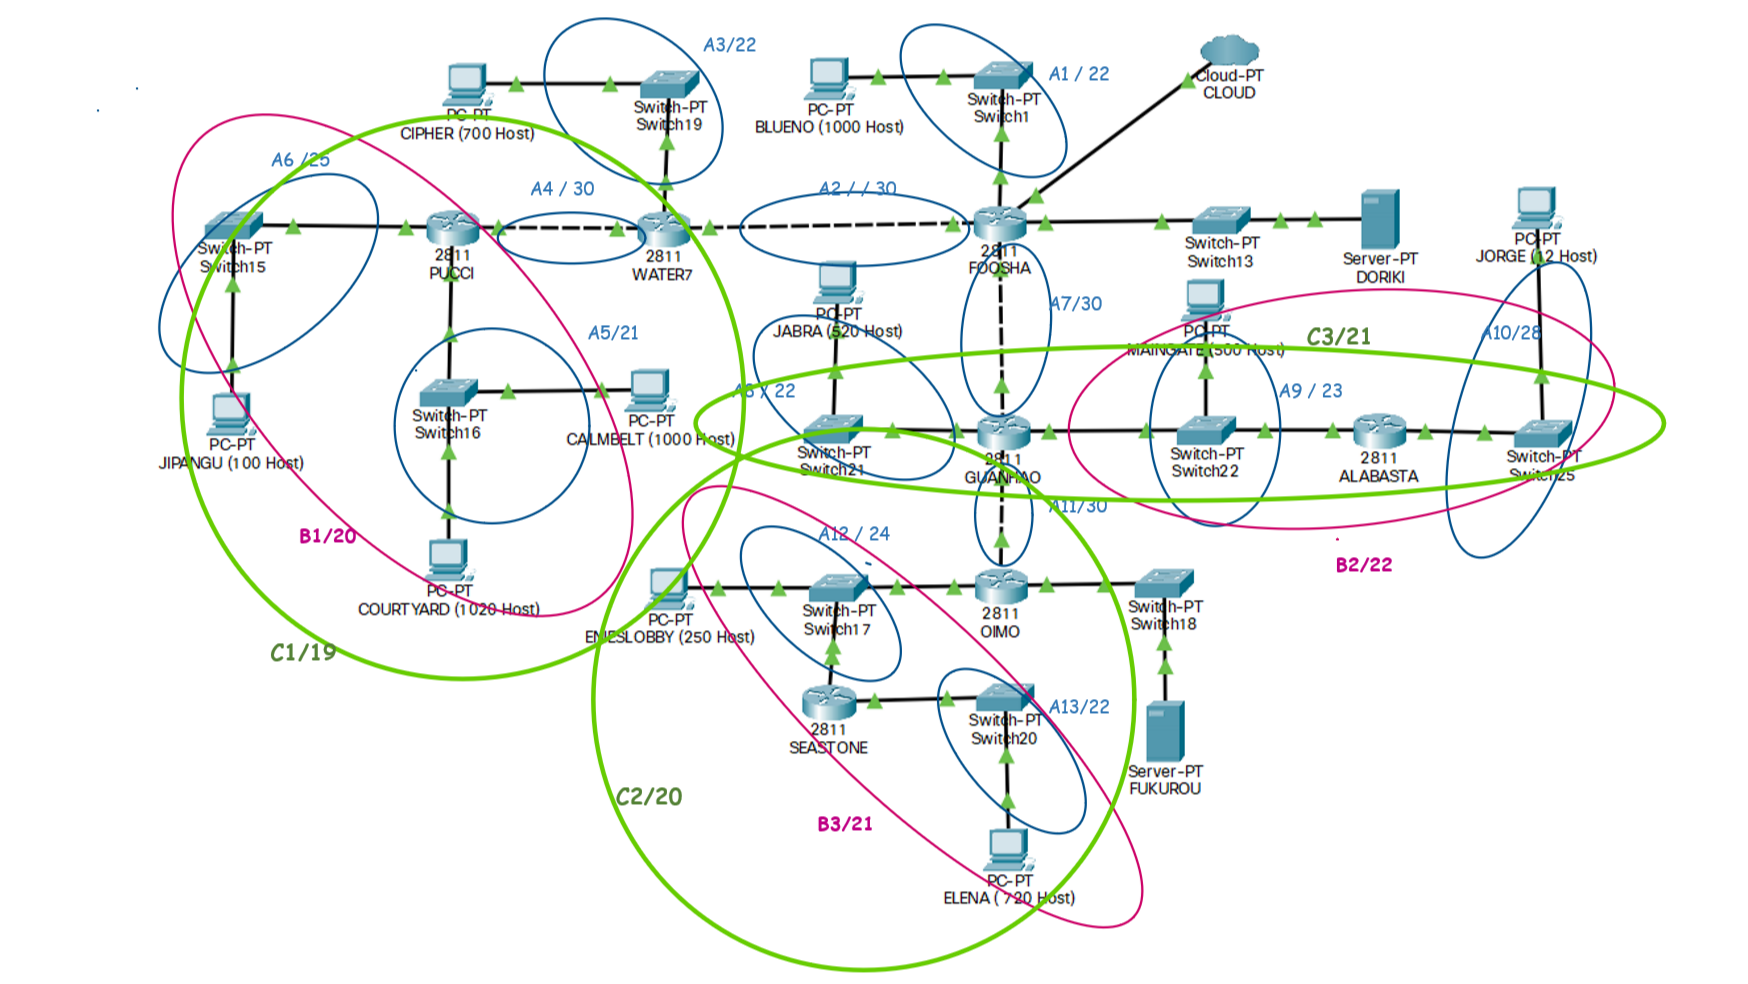 A3/22
A1 / 22
Cloud-PT
CLOUD
Switch-PT
Switch19
PC-PT
CIPHER (700 Host)
Switch-PT
Switch1
PC-PT
BLUENO (1000 Host)
A6 /25
A4 / 30
A2 / / 30
Switch-PT
Switch15
2811
PUCCI
2811
WATER7
2811
FOOSHA
Switch-PT
Switch13
Server-PT
DORIKI
PC-PT
JORGE (12 Host)
A7/30
PC-PT
JABRA (520 Host)
A5/21
PC-PT
MAINGATE (500 Host)
C3/21
A10/28
A8 / 22
A9 / 23
Switch-PT
Switch16
PC-PT
CALMBELT (1000 Host)
PC-PT
JIPANGU (100 Host)
Switch-PT
Switch21
2811
GUANHAO
Switch-PT
Switch22
2811
ALABASTA
Switch-PT
Switch25
A11/30
B1/20
A12 / 24
B2/22
PC-PT
COURTYARD (1020 Host)
PC-PT
ENIESLOBBY (250 Host)
Switch-PT
Switch17
2811
OIMO
Switch-PT
Switch18
C1/19
A13/22
Switch-PT
Switch20
2811
SEASTONE
Server-PT
FUKUROU
C2/20
B3/21
PC-PT
ELENA ( 720 Host)